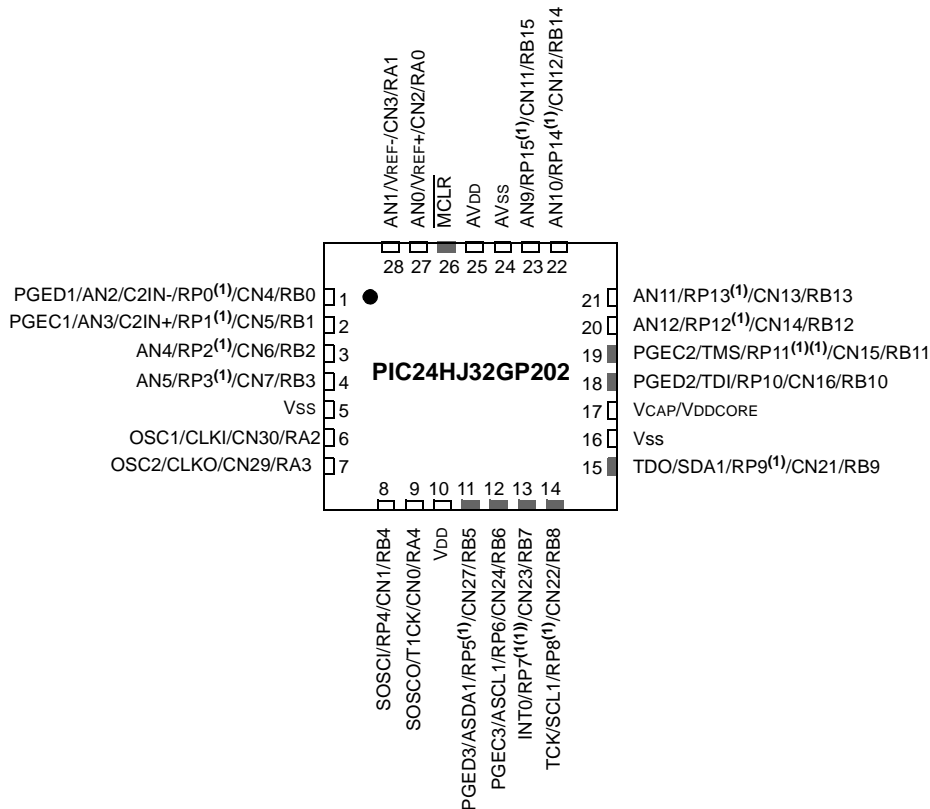 AN1/VREF-/CN3/RA1
AN0/VREF+/CN2/RA0
MCLR
AVDD
AVSS
AN9/RP15(1)/CN11/RB15
AN10/RP14(1)/CN12/RB14
28 27 26 25 24 23 22
PGED1/AN2/C2IN-/RP0(1)/CN4/RB0 1
PGEC1/AN3/C2IN+/RP1(1)/CN5/RB1 2
AN4/RP2(1)/CN6/RB2 3
AN5/RP3(1)/CN7/RB3 4
VSS 5
OSC1/CLKI/CN30/RA2 6
OSC2/CLKO/CN29/RA3 7
PIC24HJ32GP202
21 AN11/RP13(1)/CN13/RB13
20 AN12/RP12(1)/CN14/RB12
19 PGEC2/TMS/RP11(1)(1)/CN15/RB11
18 PGED2/TDI/RP10/CN16/RB10
17 VCAP/VDDCORE
16 Vss
15 TDO/SDA1/RP9(1)/CN21/RB9
8 9 10 11 12 13 14
SOSCI/RP4/CN1/RB4
SOSCO/T1CK/CN0/RA4
VDD
PGED3/ASDA1/RP5(1)/CN27/RB5
PGEC3/ASCL1/RP6/CN24/RB6
INT0/RP7(1(1))/CN23/RB7
TCK/SCL1/RP8(1)/CN22/RB8